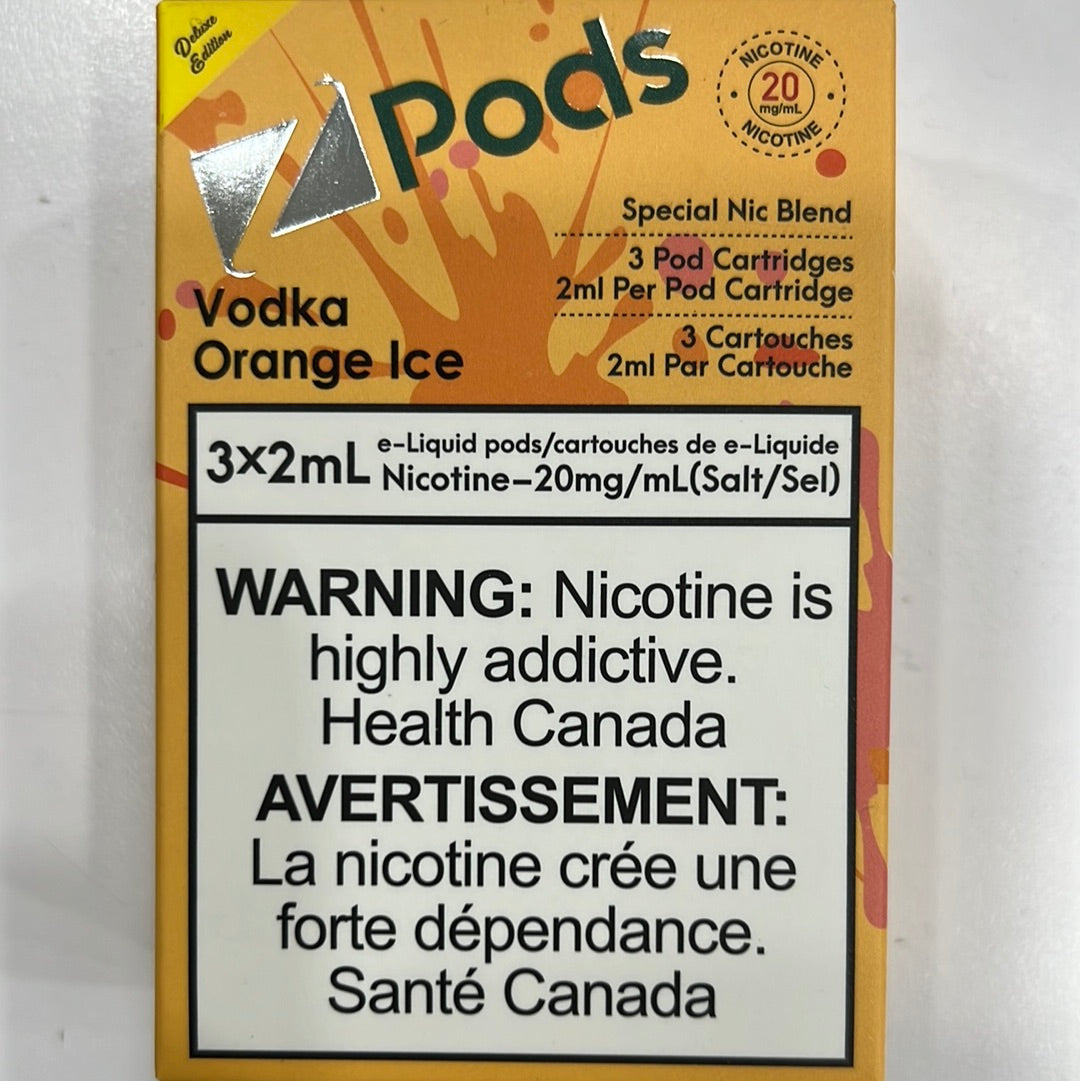 Deluxe
Edition
Pods
NICOTINE
20
mg/mL
NICOTINE
Special Nic Blend
3 Pod Cartridges
2ml Per Pod Cartridge
3 Cartouches
2ml Par Cartouche
Vodka
Orange Ice
3×2mL
e-Liquid pods/cartouches de e-Liquide
Nicotine-20mg/mL(Salt/Sel)
WARNING: Nicotine is
highly addictive.
Health Canada
AVERTISSEMENT:
La nicotine crée une
forte dépendance.
Santé Canada